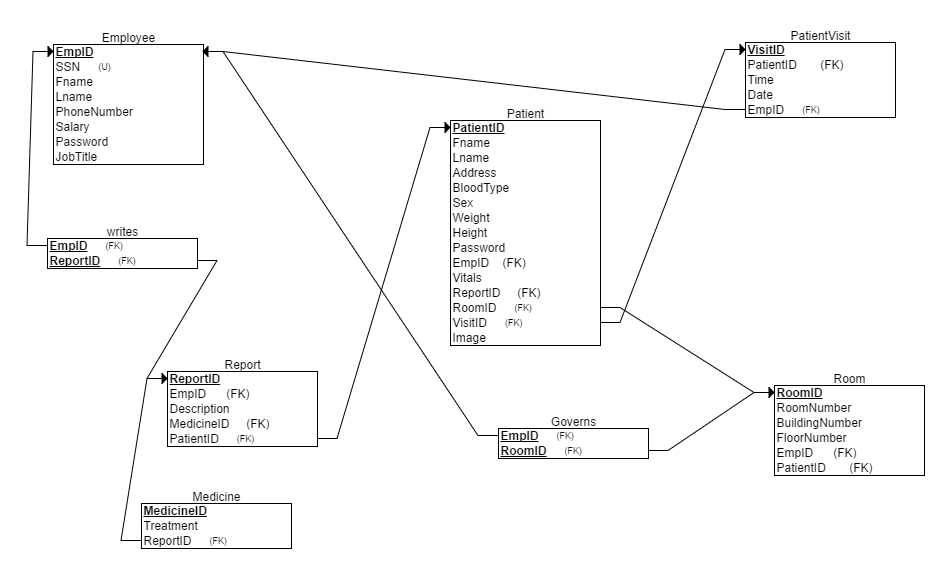 Employee
EmpID
SSN (U)
Fname
Lname
PhoneNumber
Salary
Password
JobTitle
PatientVisit
VisitID
PatientID (FK)
Time
Date
EmpID (FK)
Patient
PatientID
Fname
Lname
Address
BloodType
Sex
Weight
Height
Password
EmpID (FK)
Vitals
ReportID (FK)
RoomID (FK)
VisitID (FK)
Image
writes
EmpID (FK)
ReportID (FK)
Report
ReportID
EmpID (FK)
Description
MedicineID (FK)
PatientID (FK)
Governs
EmpID (FK)
RoomID (FK)
Room
RoomID
RoomNumber
BuildingNumber
FloorNumber
EmpID (FK)
PatientID (FK)
Medicine
MedicineID
Treatment
ReportID (FK)